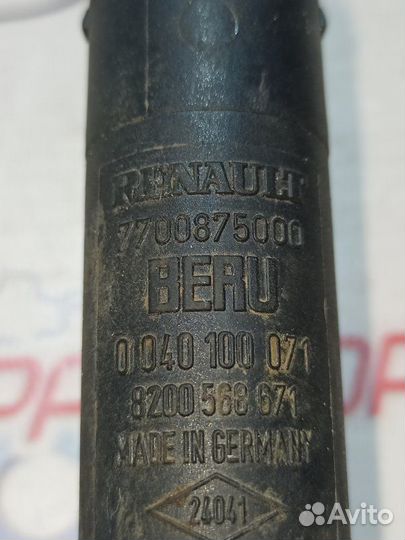 RENAULT
7700875000
BERU
0 040 100 071
8200 568 671
MADE IN GERMANY
24041
Avito